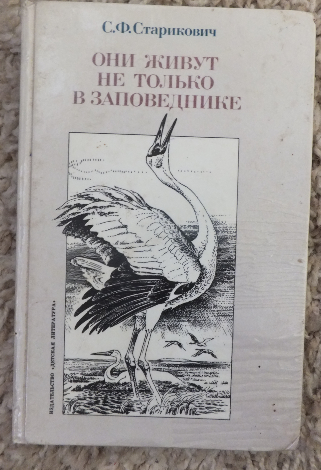 С.Ф.Старикович
ОНИ ЖИВУТ
НЕ ТОЛЬКО
В ЗАПОВЕДНИКЕ
ИЗДАТЕЛЬСТВО «ДЕТСКАЯ ЛИТЕРАТУРА»